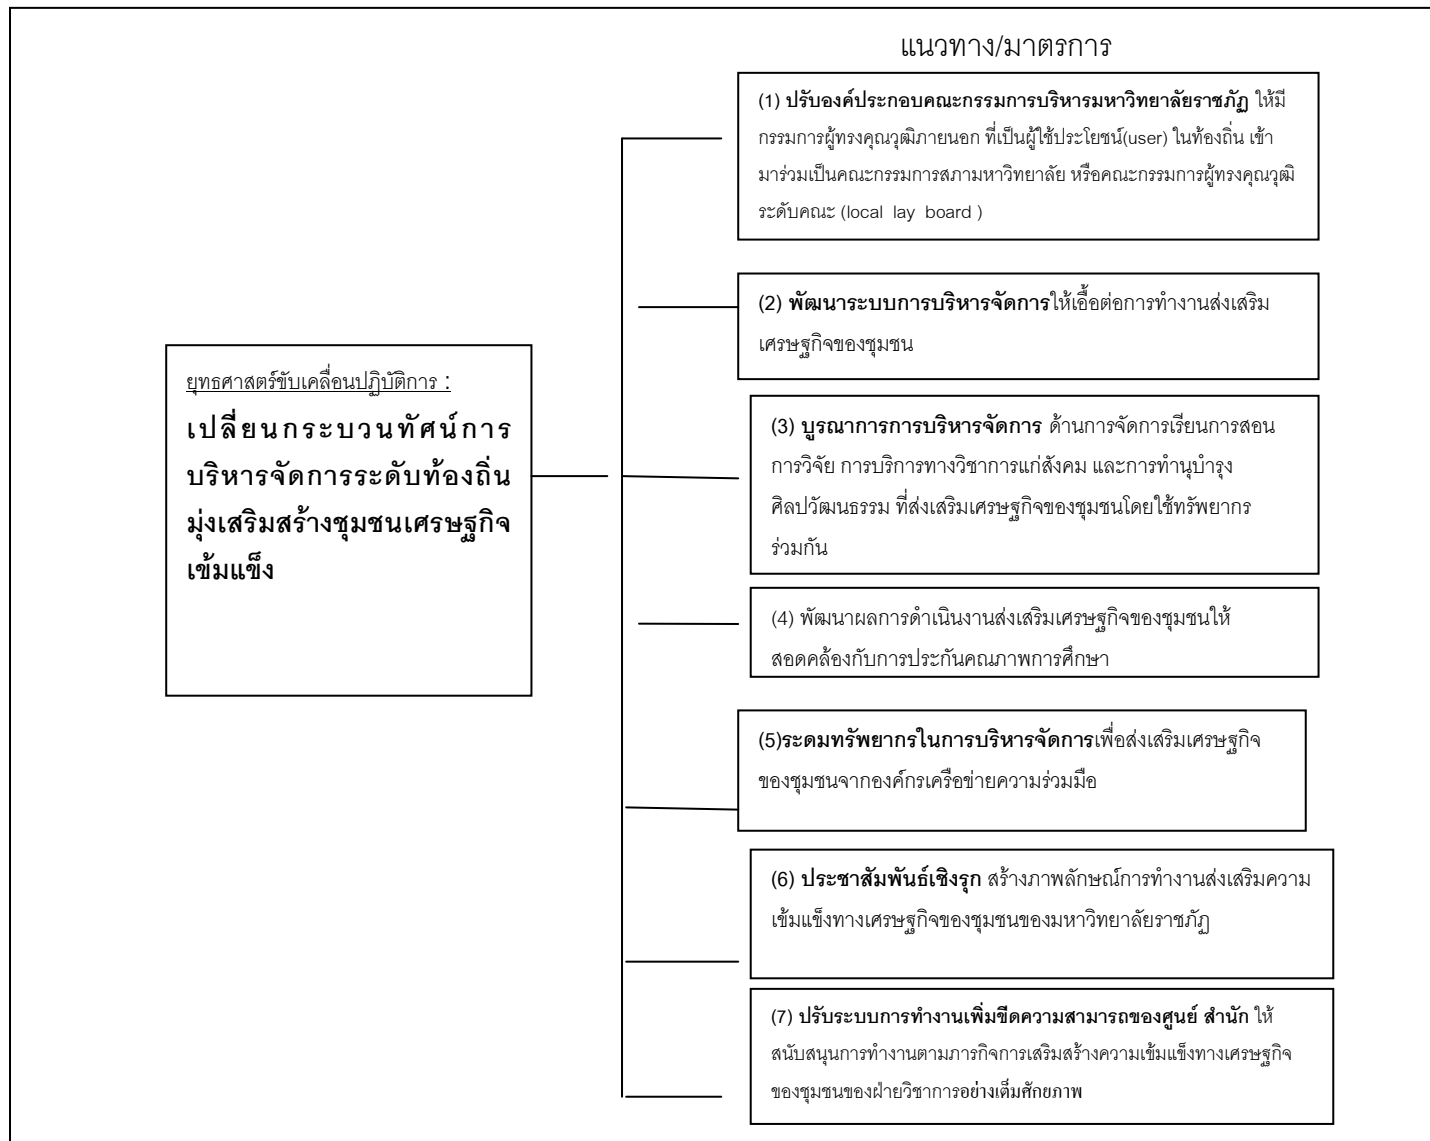 แนวทาง/มาตรการ
(1) ปรับองค์ประกอบคณะกรรมการบริหารมหาวิทยาลัยราชภัฏ ให้มี
กรรมการผู้ทรงคุณวุฒิภายนอก ที่เป็นผู้ใช้ประโยชน์(user) ในท้องถิ่น เข้า
มาร่วมเป็นคณะกรรมการสภามหาวิทยาลัย หรือคณะกรรมการผู้ทรงคุณวุฒิ
ระดับคณะ (local lay board )
(2) พัฒนาระบบการบริหารจัดการให้เอื้อต่อการทำงานส่งเสริม
เศรษฐกิจของชุมชน
ยุทธศาสตร์ขับเคลื่อนปฏิบัติการ :
เปลี่ยนกระบวนทัศน์การ
บริหารจัดการระดับท้องถิ่น
มุ่งเสริมสร้างชุมชนเศรษฐกิจ
เข้มแข็ง
(3) บูรณาการการบริหารจัดการ ด้านการจัดการเรียนการสอน
การวิจัย การบริการทางวิชาการแก่สังคม และการทำนุบำรุง
ศิลปวัฒนธรรม ที่ส่งเสริมเศรษฐกิจของชุมชนโดยใช้ทรัพยากร
ร่วมกัน
(4) พัฒนาผลการดำเนินงานส่งเสริมเศรษฐกิจของชุมชนให้
สอดคล้องกับการประกันคุณภาพการศึกษา
(5)ระดมทรัพยากรในการบริหารจัดการเพื่อส่งเสริมเศรษฐกิจ
ของชุมชนจากองค์กรเครือข่ายความร่วมมือ
(6) ประชาสัมพันธ์เชิงรุก สร้างภาพลักษณ์การทำงานส่งเสริมความ
เข้มแข็งทางเศรษฐกิจของชุมชนของมหาวิทยาลัยราชภัฏ
(7) ปรับระบบการทำงานเพิ่มขีดความสามารถของศูนย์ สำนัก ให้
สนับสนุนการทำงานตามภารกิจการเสริมสร้างความเข้มแข็งทางเศรษฐกิจ
ของชุมชนของฝ่ายวิชาการอย่างเต็มศักยภาพ